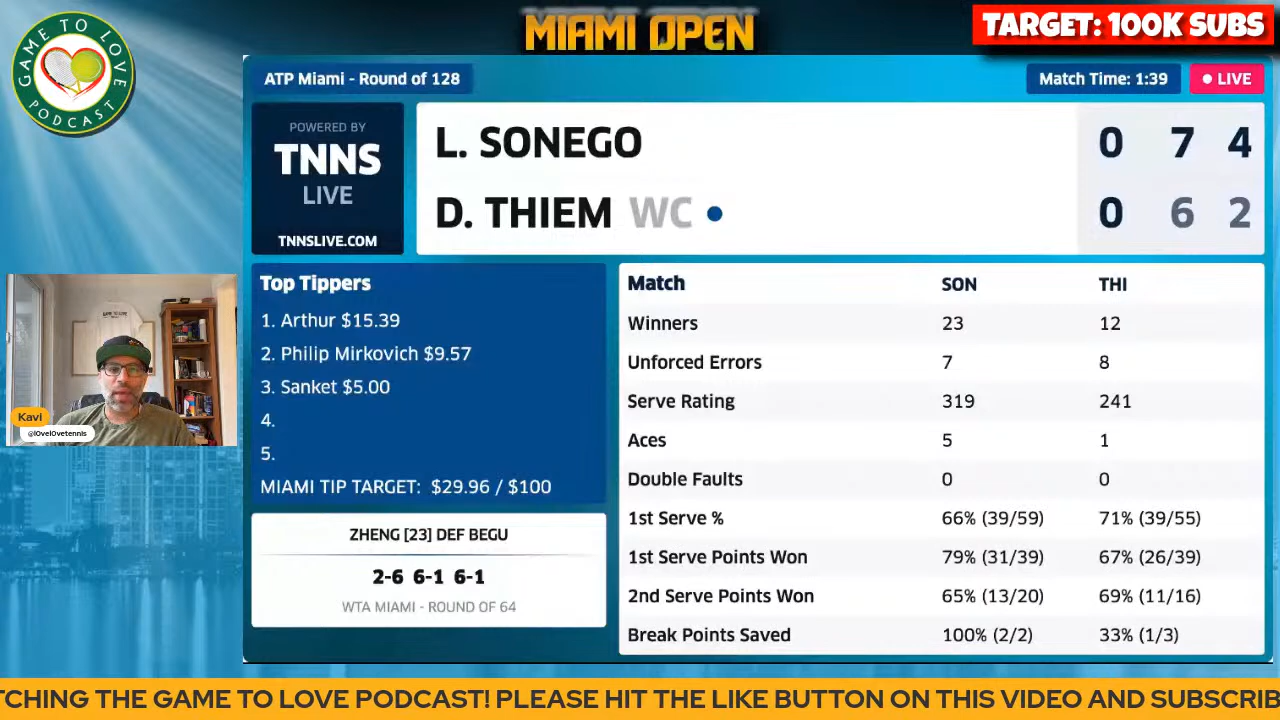 GAME TO LOVE PODCAST
MIAMI OPEN
TARGET: 100K SUBS
ATP Miami - Round of 128
Match Time: 1:39
LIVE
POWERED BY
TNNS
LIVE
TNNSLIVE.COM
L. SONEGO 0 7 4
D. THIEM WC 0 6 2
Top Tippers
1. Arthur $15.39
2. Philip Mirkovich $9.57
3. Sanket $5.00
4.
5.
MIAMI TIP TARGET: $29.96 / $100
ZHENG [23] DEF BEGU
2-6 6-1 6-1
WTA MIAMI - ROUND OF 64
Match SON THI
Winners 23 12
Unforced Errors 7 8
Serve Rating 319 241
Aces 5 1
Double Faults 0 0
1st Serve % 66% (39/59) 71% (39/55)
1st Serve Points Won 79% (31/39) 67% (26/39)
2nd Serve Points Won 65% (13/20) 69% (11/16)
Break Points Saved 100% (2/2) 33% (1/3)
Kavi
@l0vel0vetennis
TCHING THE GAME TO LOVE PODCAST! PLEASE HIT THE LIKE BUTTON ON THIS VIDEO AND SUBSCRIB